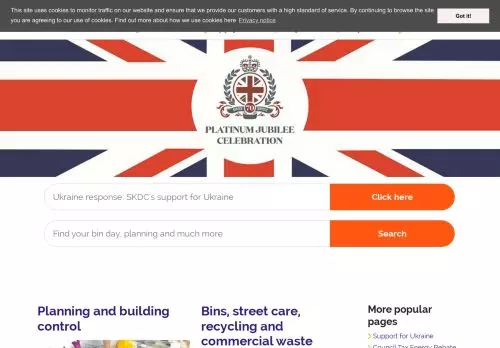 This site uses cookies to monitor traffic on our website and ensure that we provide our customers with a high standard of service. By continuing to browse the site
you are agreeing to our use of cookies. Find out more about how we use cookies here Privacy notice
Got it!
70
PLATINUM JUBILEE
CELEBRATION
Ukraine response: SKDC's support for Ukraine
Click here
Find your bin day, planning and much more
Search
Planning and building
control
Bins, street care,
recycling and
commercial waste
More popular
pages
Support for Ukraine
Council Tax Energy Rebate